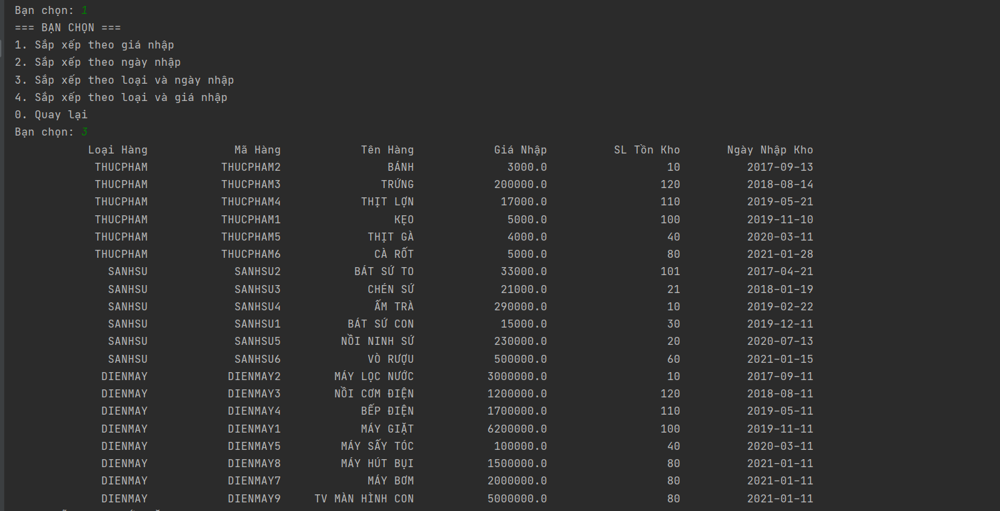 Bạn chọn: 1
=== BẠN CHỌN ===
1. Sắp xếp theo giá nhập
2. Sắp xếp theo ngày nhập
3. Sắp xếp theo loại và ngày nhập
4. Sắp xếp theo loại và giá nhập
0. Quay lại
Bạn chọn: 3
Loại Hàng Mã Hàng Tên Hàng Giá Nhập SL Tồn Kho Ngày Nhập Kho
THUCPHAM THUCPHAM2 BÁNH 3000.0 10 2017-09-13
THUCPHAM THUCPHAM3 TRỨNG 200000.0 120 2018-08-14
THUCPHAM THUCPHAM4 THỊT LỢN 17000.0 110 2019-05-21
THUCPHAM THUCPHAM1 KẸO 5000.0 100 2019-11-10
THUCPHAM THUCPHAM5 THỊT GÀ 4000.0 40 2020-03-11
THUCPHAM THUCPHAM6 CÀ RỐT 5000.0 80 2021-01-28
SANHSU SANHSU2 BÁT SỨ TO 33000.0 101 2017-04-21
SANHSU SANHSU3 CHÉN SỨ 21000.0 21 2018-01-19
SANHSU SANHSU4 ẤM TRÀ 290000.0 10 2019-02-22
SANHSU SANHSU1 BÁT SỨ CON 15000.0 30 2019-12-11
SANHSU SANHSU5 NỒI NINH SỨ 230000.0 20 2020-07-13
SANHSU SANHSU6 VÒ RƯỢU 500000.0 60 2021-01-15
DIENMAY DIENMAY2 MÁY LỌC NƯỚC 3000000.0 10 2017-09-11
DIENMAY DIENMAY3 NỒI CƠM ĐIỆN 1200000.0 120 2018-08-11
DIENMAY DIENMAY4 BẾP ĐIỆN 1700000.0 110 2019-05-11
DIENMAY DIENMAY1 MÁY GIẶT 6200000.0 100 2019-11-11
DIENMAY DIENMAY5 MÁY SẤY TÓC 100000.0 40 2020-03-11
DIENMAY DIENMAY8 MÁY HÚT BỤI 1500000.0 80 2021-01-11
DIENMAY DIENMAY7 MÁY BƠM 2000000.0 80 2021-01-11
DIENMAY DIENMAY9 TV MÀN HÌNH CON 5000000.0 80 2021-01-11